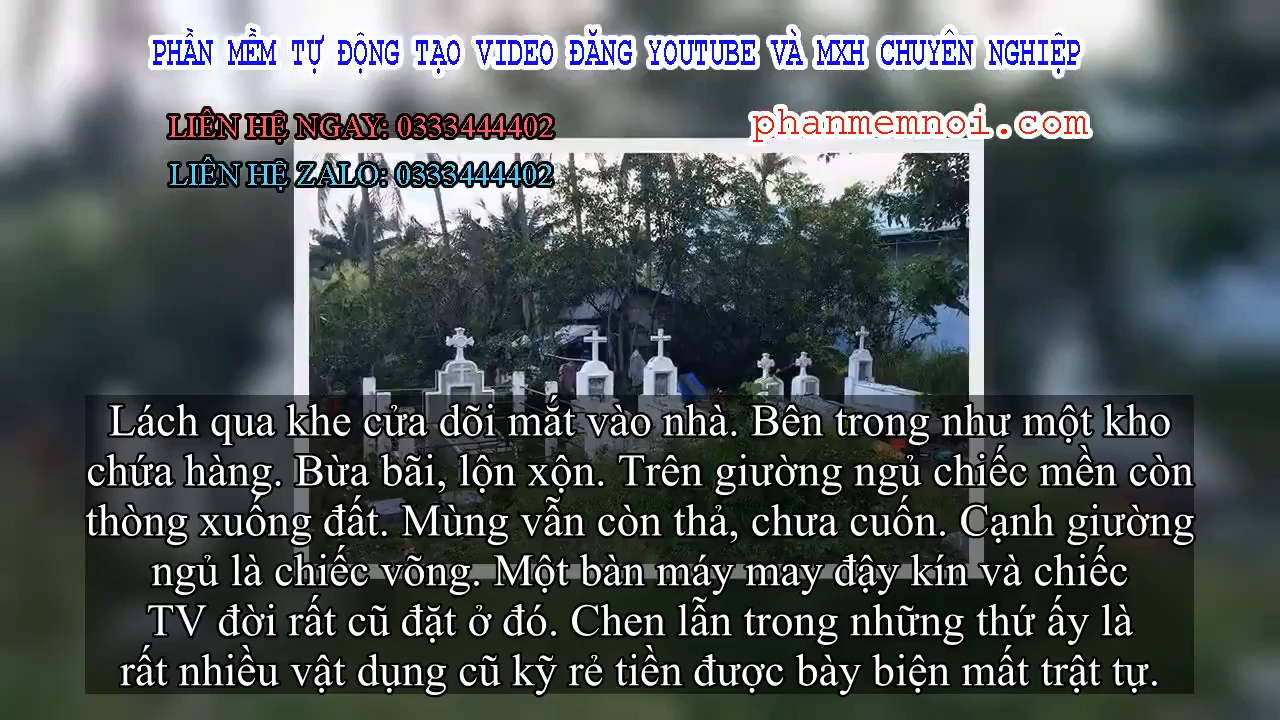 PHẦN MỀM TỰ ĐỘNG TẠO VIDEO ĐĂNG YOUTUBE VÀ MXH CHUYÊN NGHIỆP
LIÊN HỆ NGAY: 0333444402
phanmemnoi.com
LIÊN HỆ ZALO: 0333444402
Lách qua khe cửa dõi mắt vào nhà. Bên trong như một kho
chứa hàng. Bừa bãi, lộn xộn. Trên giường ngủ chiếc mền còn
thòng xuống đất. Mùng vẫn còn thả, chưa cuốn. Cạnh giường
ngủ là chiếc võng. Một bàn máy may đậy kín và chiếc
TV đời rất cũ đặt ở đó. Chen lẫn trong những thứ ấy là
rất nhiều vật dụng cũ kỹ rẻ tiền được bày biện mất trật tự.